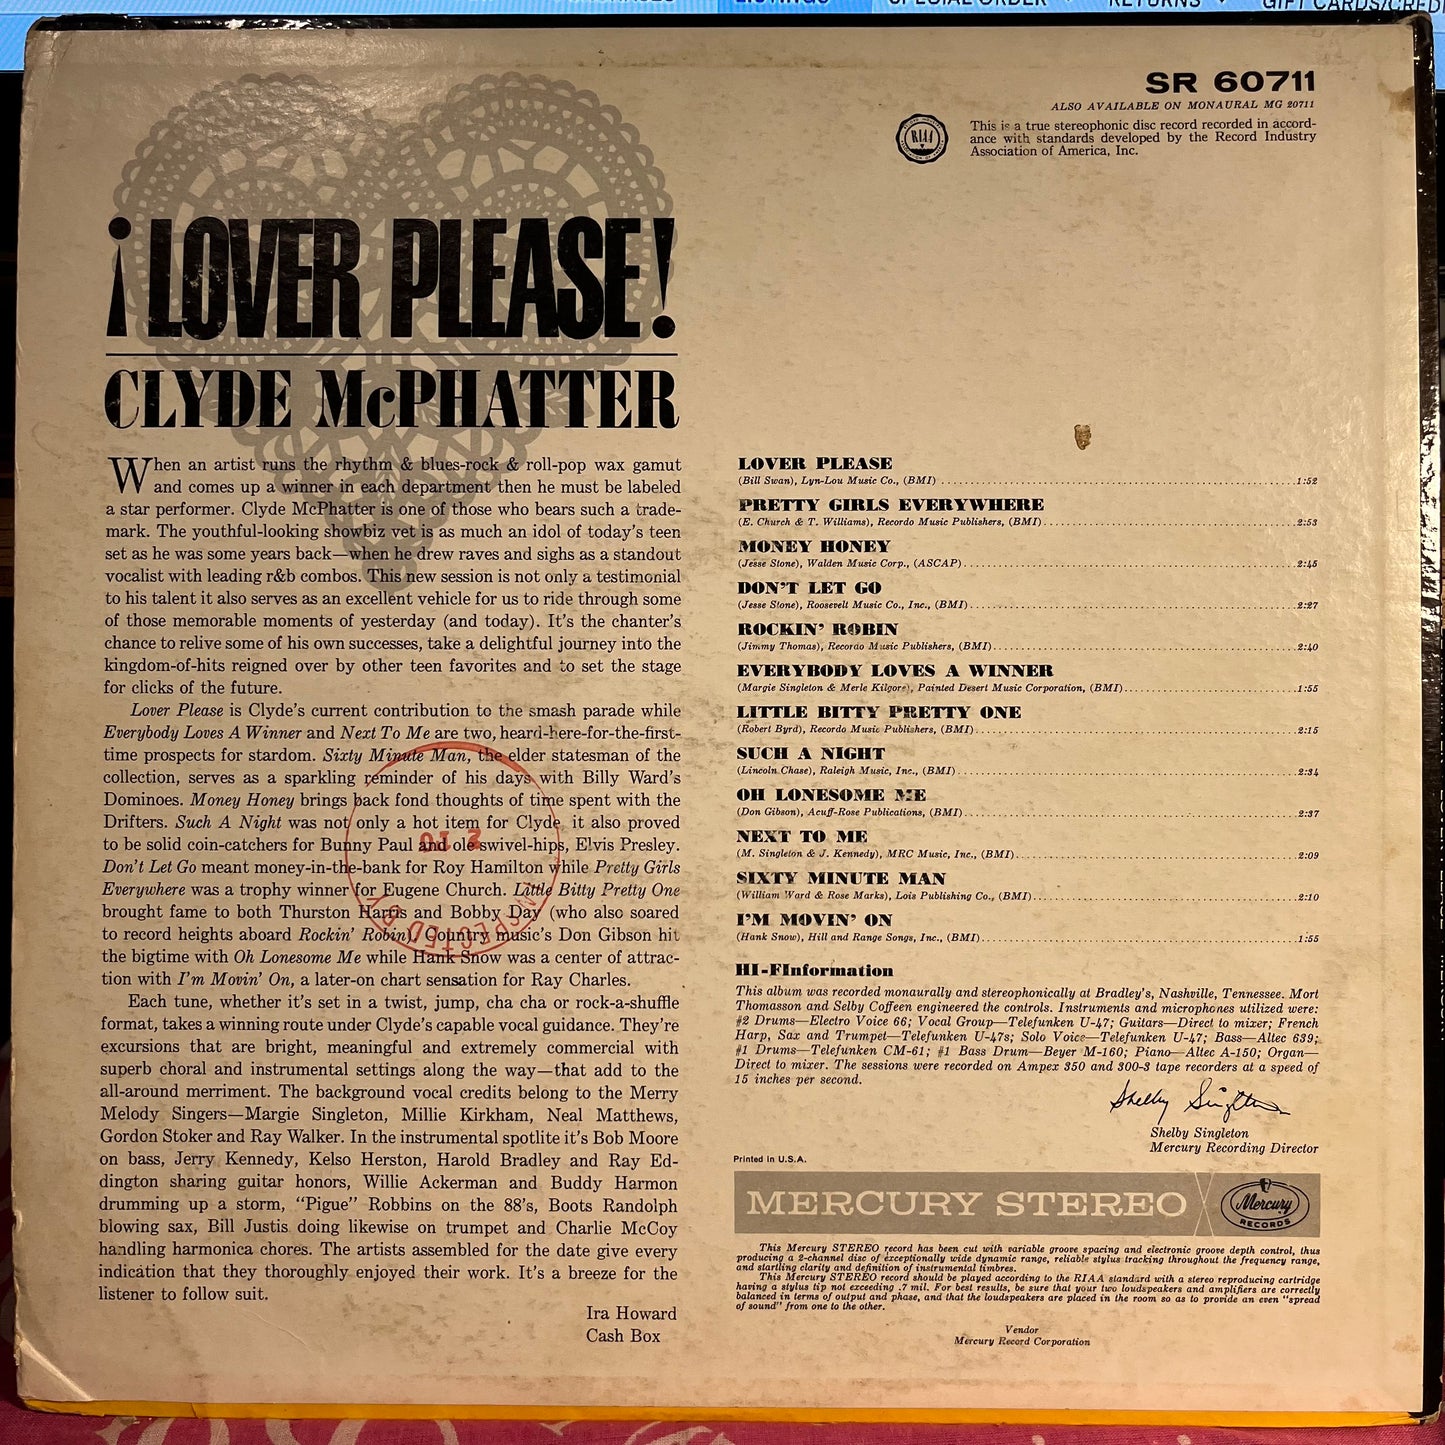 LISTINGS
SPECIAL ORDER
RETURNS
GIFT CARDS/CREDI
SR 60711
ALSO AVAILABLE ON MONAURAL MG 20711
RIAA
This is a true stereophonic disc record recorded in accord-
ance with standards developed by the Record Industry
Association of America, Inc.
¡LOVER PLEASE!
CLYDE McPHATTER
When an artist runs the rhythm & blues-rock & roll-pop wax gamut
and comes up a winner in each department then he must be labeled
a star performer. Clyde McPhatter is one of those who bears such a trade-
mark. The youthful-looking showbiz vet is as much an idol of today's teen
set as he was some years back—when he drew raves and sighs as a standout
vocalist with leading r&b combos. This new session is not only a testimonial
to his talent it also serves as an excellent vehicle for us to ride through some
of those memorable moments of yesterday (and today). It's the chanter's
chance to relive some of his own successes, take a delightful journey into the
kingdom-of-hits reigned over by other teen favorites and to set the stage
for clicks of the future.
Lover Please is Clyde's current contribution to the smash parade while
Everybody Loves A Winner and Next To Me are two, heard-here-for-the-first-
time prospects for stardom. Sixty Minute Man, the elder statesman of the
collection, serves as a sparkling reminder of his days with Billy Ward's
Dominoes. Money Honey brings back fond thoughts of time spent with the
Drifters. Such A Night was not only a hot item for Clyde, it also proved
to be solid coin-catchers for Bunny Paul and ole swivel-hips, Elvis Presley.
Don't Let Go meant money-in-the-bank for Roy Hamilton while Pretty Girls
Everywhere was a trophy winner for Eugene Church. Little Bitty Pretty One
brought fame to both Thurston Harris and Bobby Day (who also soared
to record heights aboard Rockin' Robin). Country music's Don Gibson hit
the bigtime with Oh Lonesome Me while Hank Snow was a center of attrac-
tion with I'm Movin' On, a later-on chart sensation for Ray Charles.
Each tune, whether it's set in a twist, jump, cha cha or rock-a-shuffle
format, takes a winning route under Clyde's capable vocal guidance. They're
excursions that are bright, meaningful and extremely commercial with
superb choral and instrumental settings along the way—that add to the
all-around merriment. The background vocal credits belong to the Merry
Melody Singers—Margie Singleton, Millie Kirkham, Neal Matthews,
Gordon Stoker and Ray Walker. In the instrumental spotlite it's Bob Moore
on bass, Jerry Kennedy, Kelso Herston, Harold Bradley and Ray Ed-
dington sharing guitar honors, Willie Ackerman and Buddy Harmon
drumming up a storm, "Pigue" Robbins on the 88's, Boots Randolph
blowing sax, Bill Justis doing likewise on trumpet and Charlie McCoy
handling harmonica chores. The artists assembled for the date give every
indication that they thoroughly enjoyed their work. It's a breeze for the
listener to follow suit.
Ira Howard
Cash Box
INSPECTED BY
2 10
LOVER PLEASE
(Bill Swan), Lyn-Lou Music Co., (BMI) 1:52
PRETTY GIRLS EVERYWHERE
(E. Church & T. Williams), Recordo Music Publishers, (BMI) 2:53
MONEY HONEY
(Jesse Stone), Walden Music Corp., (ASCAP) 2:45
DON'T LET GO
(Jesse Stone), Roosevelt Music Co., Inc., (BMI) 2:27
ROCKIN' ROBIN
(Jimmy Thomas), Recordo Music Publishers, (BMI) 2:40
EVERYBODY LOVES A WINNER
(Margie Singleton & Merle Kilgore), Painted Desert Music Corporation, (BMI) 1:55
LITTLE BITTY PRETTY ONE
(Robert Byrd), Recordo Music Publishers, (BMI) 2:15
SUCH A NIGHT
(Lincoln Chase), Raleigh Music, Inc., (BMI) 2:34
OH LONESOME ME
(Don Gibson), Acuff-Rose Publications, (BMI) 2:37
NEXT TO ME
(M. Singleton & J. Kennedy), MRC Music, Inc., (BMI) 2:09
SIXTY MINUTE MAN
(William Ward & Rose Marks), Lois Publishing Co., (BMI) 2:10
I'M MOVIN' ON
(Hank Snow), Hill and Range Songs, Inc., (BMI) 1:55
HI-FInformation
This album was recorded monaurally and stereophonically at Bradley's, Nashville, Tennessee. Mort
Thomasson and Selby Coffeen engineered the controls. Instruments and microphones utilized were:
#2 Drums—Electro Voice 66; Vocal Group—Telefunken U-47; Guitars—Direct to mixer; French
Harp, Sax and Trumpet—Telefunken U-47s; Solo Voice—Telefunken U-47; Bass—Altec 639;
#1 Drums—Telefunken CM-61; #1 Bass Drum—Beyer M-160; Piano—Altec A-150; Organ—
Direct to mixer. The sessions were recorded on Ampex 350 and 300-3 tape recorders at a speed of
15 inches per second.
Shelby Singleton
Shelby Singleton
Mercury Recording Director
Printed in U.S.A.
MERCURY STEREO
Mercury
RECORDS
This Mercury STEREO record has been cut with variable groove spacing and electronic groove depth control, thus
producing a 2-channel disc of exceptionally wide dynamic range, reliable stylus tracking throughout the frequency range,
and startling clarity and definition of instrumental timbres.
This Mercury STEREO record should be played according to the RIAA standard with a stereo reproducing cartridge
having a stylus tip not exceeding .7 mil. For best results, be sure that your two loudspeakers and amplifiers are correctly
balanced in terms of output and phase, and that the loudspeakers are placed in the room so as to provide an even "spread
of sound" from one to the other.
Vendor
Mercury Record Corporation